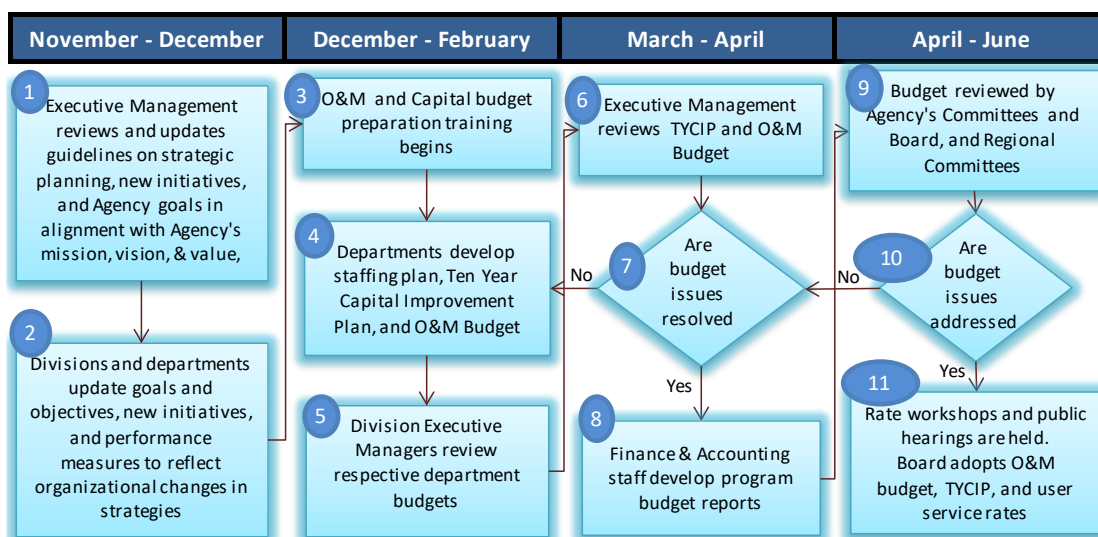 November - December
December - February
March - April
April - June
1
Executive Management
reviews and updates
guidelines on strategic
planning, new initiatives,
and Agency goals in
alignment with Agency's
mission, vision, & value,
2
Divisions and departments
update goals and
objectives, new initiatives,
and performance
measures to reflect
organizational changes in
strategies
3
O&M and Capital budget
preparation training
begins
4
Departments develop
staffing plan, Ten Year
Capital Improvement
Plan, and O&M Budget
5
Division Executive
Managers review
respective department
budgets
6
Executive Management
reviews TYCIP and O&M
Budget
7
Are
budget
issues
resolved
No
Yes
8
Finance & Accounting
staff develop program
budget reports
9
Budget reviewed by
Agency's Committees and
Board, and Regional
Committees
10
Are
budget
issues
addressed
No
Yes
11
Rate workshops and public
hearings are held.
Board adopts O&M
budget, TYCIP, and user
service rates